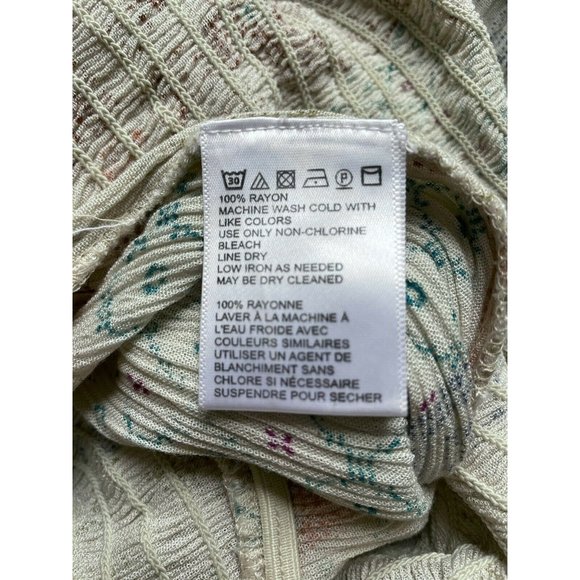 30
100% RAYON
MACHINE WASH COLD WITH
LIKE COLORS
USE ONLY NON-CHLORINE
BLEACH
LINE DRY
LOW IRON AS NEEDED
MAY BE DRY CLEANED
100% RAYONNE
LAVER À LA MACHINE À
L'EAU FROIDE AVEC
COULEURS SIMILAIRES
UTILISER UN AGENT DE
BLANCHIMENT SANS
CHLORE SI NÉCESSAIRE
SUSPENDRE POUR SECHER